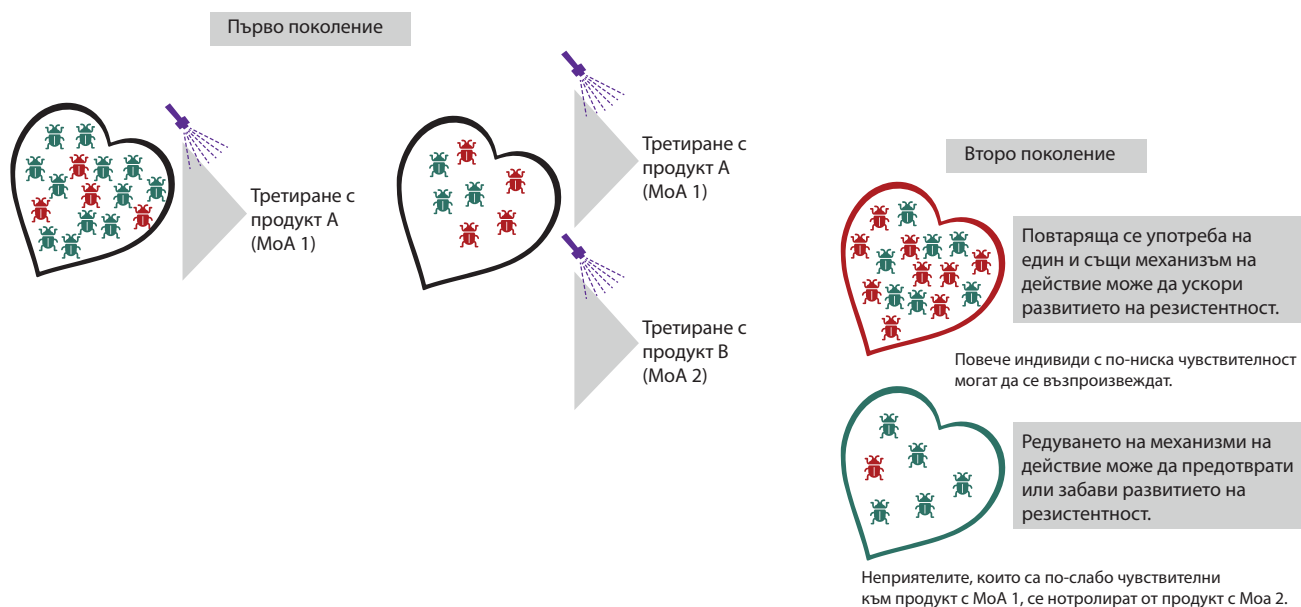 Първо поколение
Третиране с
продукт А
(МоА 1)
Третиране с
продукт А
(МоА 1)
Третиране с
продукт В
(МоА 2)
Второ поколение
Повтаряща се употреба на
един и същи механизъм на
действие може да ускори
развитието на резистентност.
Повече индивиди с по-ниска чувствителност
могат да се възпроизвеждат.
Редуването на механизми на
действие може да предотврати
или забави развитието на
резистентност.
Неприятелите, които са по-слабо чувствителни
към продукт с МоА 1, се нотролират от продукт с Моа 2.